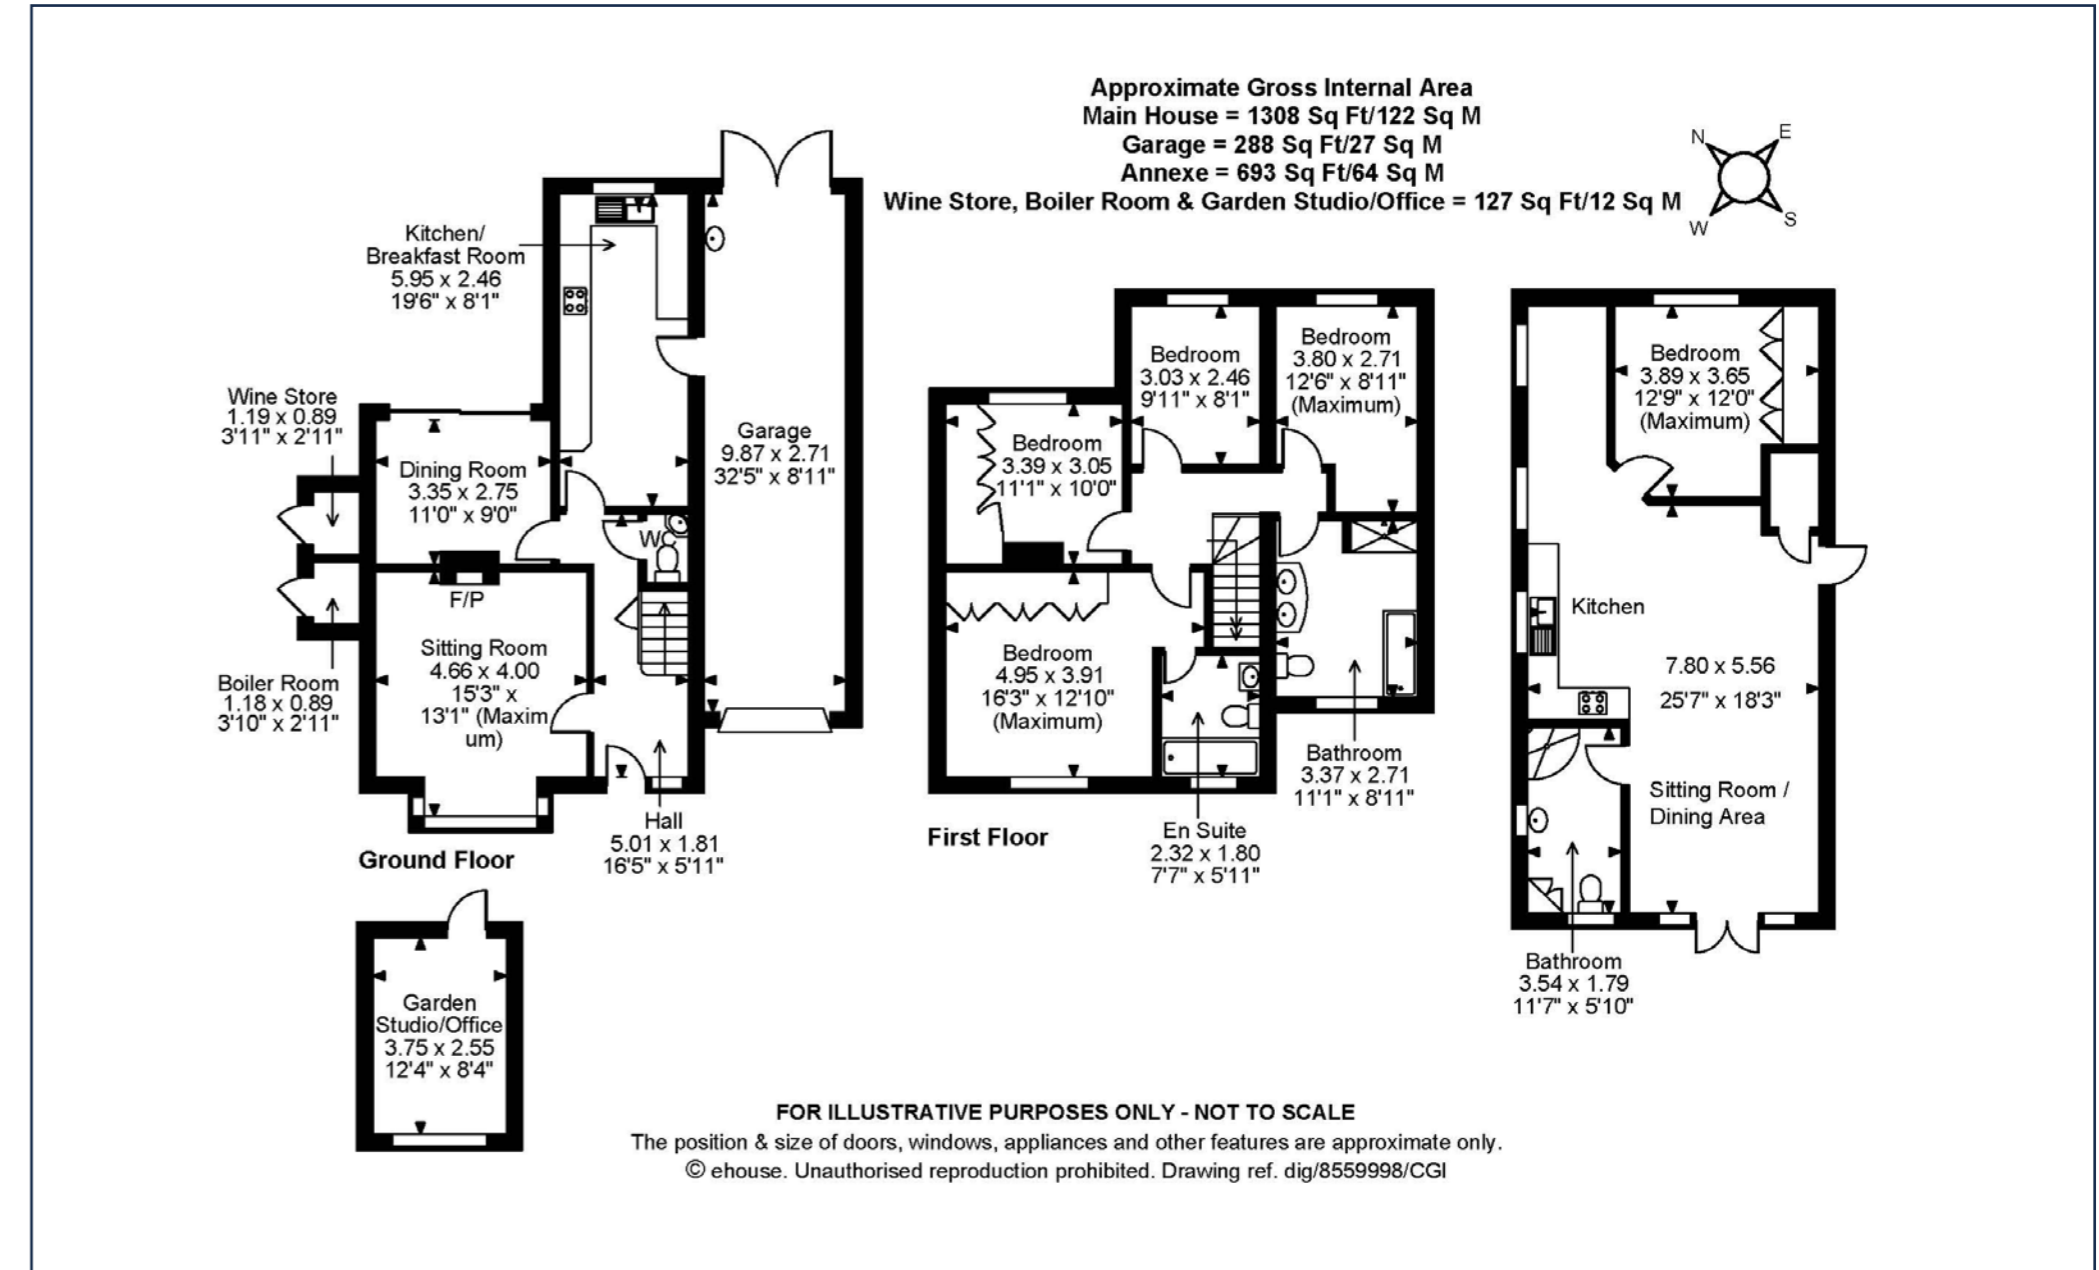 Approximate Gross Internal Area
Main House = 1308 Sq Ft/122 Sq M
Garage = 288 Sq Ft/27 Sq M
Annexe = 693 Sq Ft/64 Sq M
Wine Store, Boiler Room & Garden Studio/Office = 127 Sq Ft/12 Sq M
N
E
W
S
Kitchen/
Breakfast Room
5.95 x 2.46
19'6" x 8'1"
Wine Store
1.19 x 0.89
3'11" x 2'11"
Dining Room
3.35 x 2.75
11'0" x 9'0"
Garage
9.87 x 2.71
32'5" x 8'11"
WC
F/P
Sitting Room
4.66 x 4.00
15'3" x
13'1" (Maxim
um)
Boiler Room
1.18 x 0.89
3'10" x 2'11"
Hall
5.01 x 1.81
16'5" x 5'11"
Ground Floor
Garden
Studio/Office
3.75 x 2.55
12'4" x 8'4"
Bedroom
3.39 x 3.05
11'1" x 10'0"
Bedroom
3.03 x 2.46
9'11" x 8'1"
Bedroom
3.80 x 2.71
12'6" x 8'11"
(Maximum)
Bedroom
4.95 x 3.91
16'3" x 12'10"
(Maximum)
Bathroom
3.37 x 2.71
11'1" x 8'11"
En Suite
2.32 x 1.80
7'7" x 5'11"
First Floor
Bedroom
3.89 x 3.65
12'9" x 12'0"
(Maximum)
Kitchen
7.80 x 5.56
25'7" x 18'3"
Sitting Room /
Dining Area
Bathroom
3.54 x 1.79
11'7" x 5'10"
FOR ILLUSTRATIVE PURPOSES ONLY - NOT TO SCALE
The position & size of doors, windows, appliances and other features are approximate only.
© ehouse. Unauthorised reproduction prohibited. Drawing ref. dig/8559998/CGI